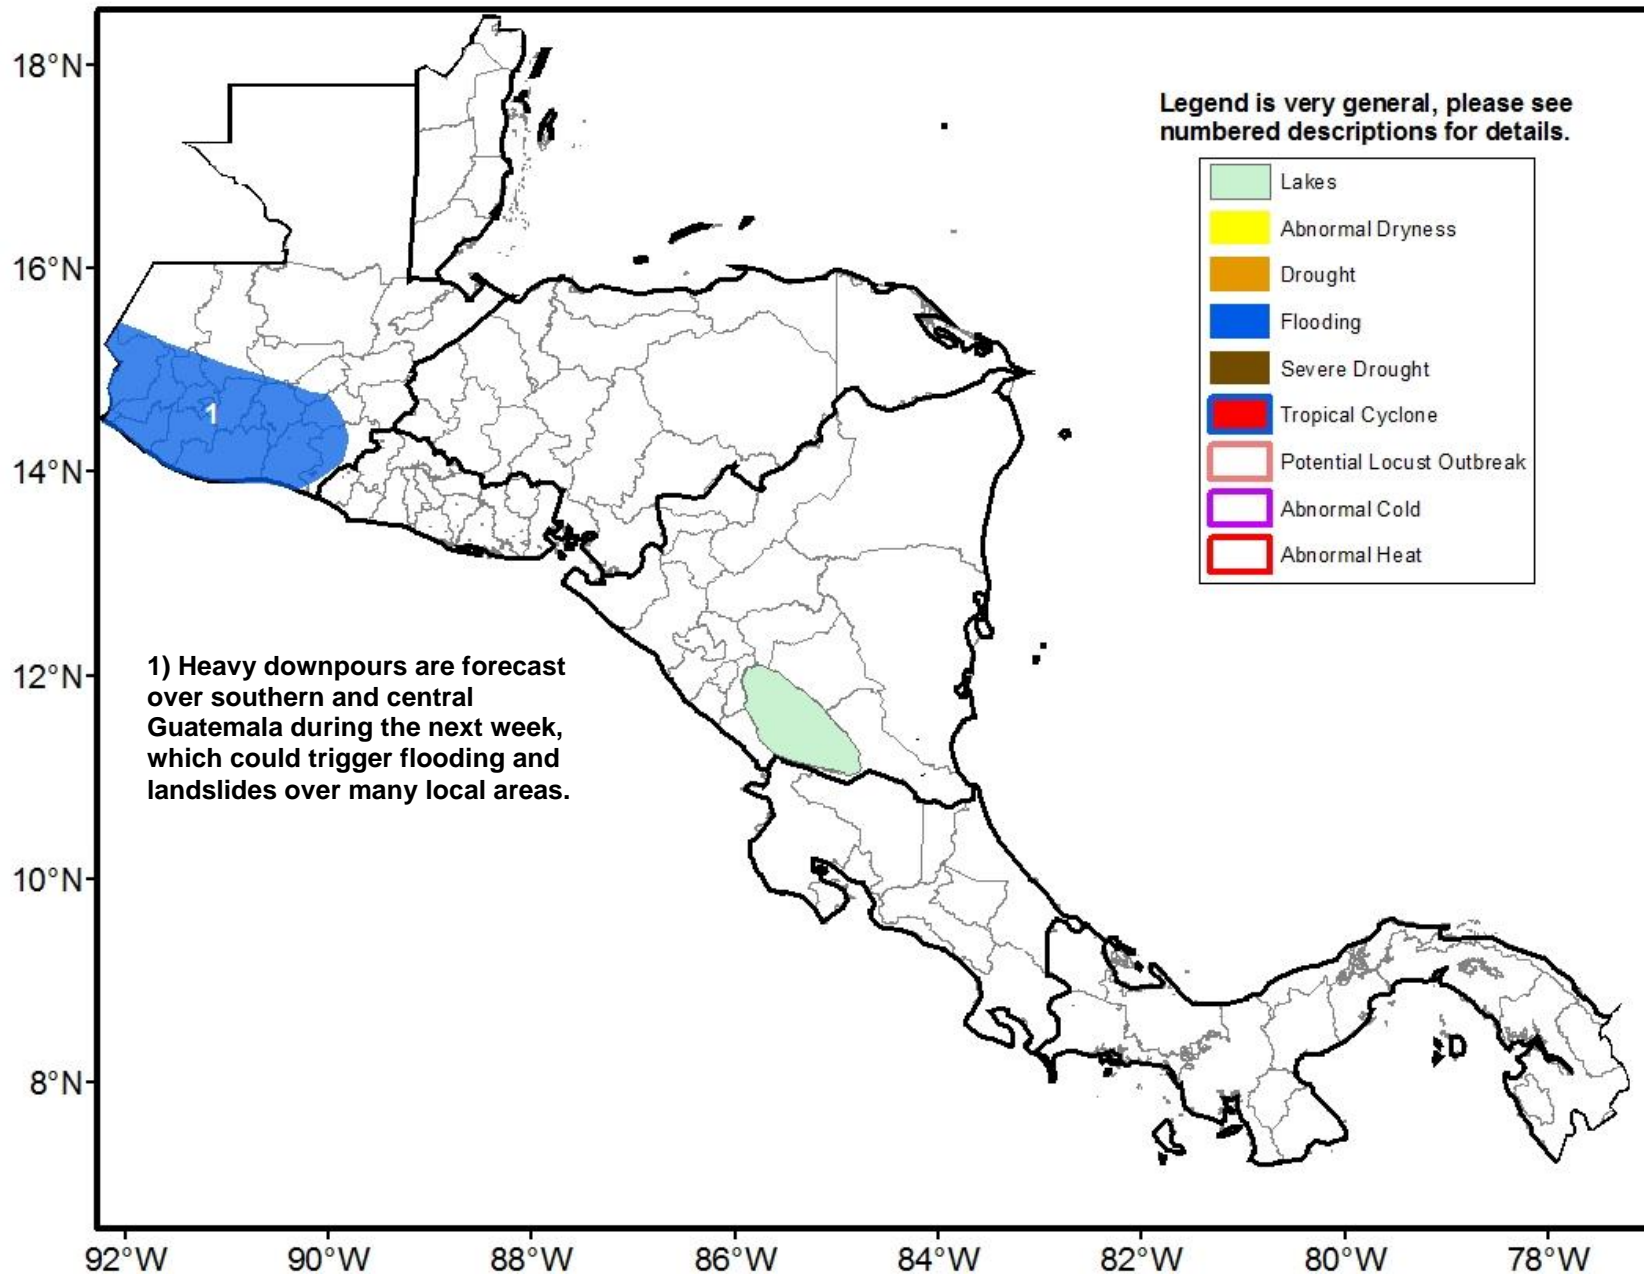 18°N
16°N
14°N
12°N
10°N
8°N
92°W
90°W
88°W
86°W
84°W
82°W
80°W
78°W
Legend is very general, please see
numbered descriptions for details.
Lakes
Abnormal Dryness
Drought
Flooding
Severe Drought
Tropical Cyclone
Potential Locust Outbreak
Abnormal Cold
Abnormal Heat
1
1) Heavy downpours are forecast
over southern and central
Guatemala during the next week,
which could trigger flooding and
landslides over many local areas.